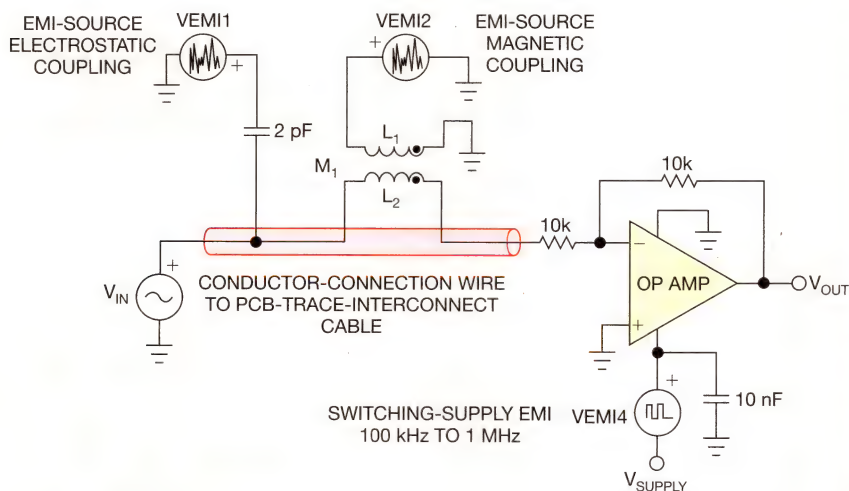 EMI-SOURCE
ELECTROSTATIC
COUPLING
VEMI1
+
VEMI2
+
EMI-SOURCE
MAGNETIC
COUPLING
2 pF
L1
M1
L2
10k
10k
−
OP AMP
+
VOUT
+
VIN
CONDUCTOR-CONNECTION WIRE
TO PCB-TRACE-INTERCONNECT
CABLE
SWITCHING-SUPPLY EMI
100 kHz TO 1 MHz
+
VEMI4
10 nF
VSUPPLY